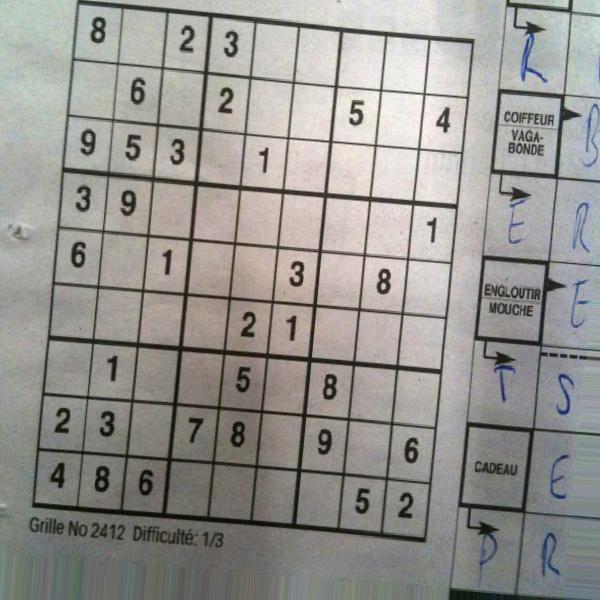 8 2 3
6 2 5 4
9 5 3 1
3 9 1
6 1 3 8
2 1
1 5 8
2 3 7 8 9 6
4 8 6 5 2
Grille No 2412 Difficulté: 1/3
R
COIFFEUR
VAGA-
BONDE
B
E R
ENGLOUTIR
MOUCHE
E
T S
CADEAU
E
P R